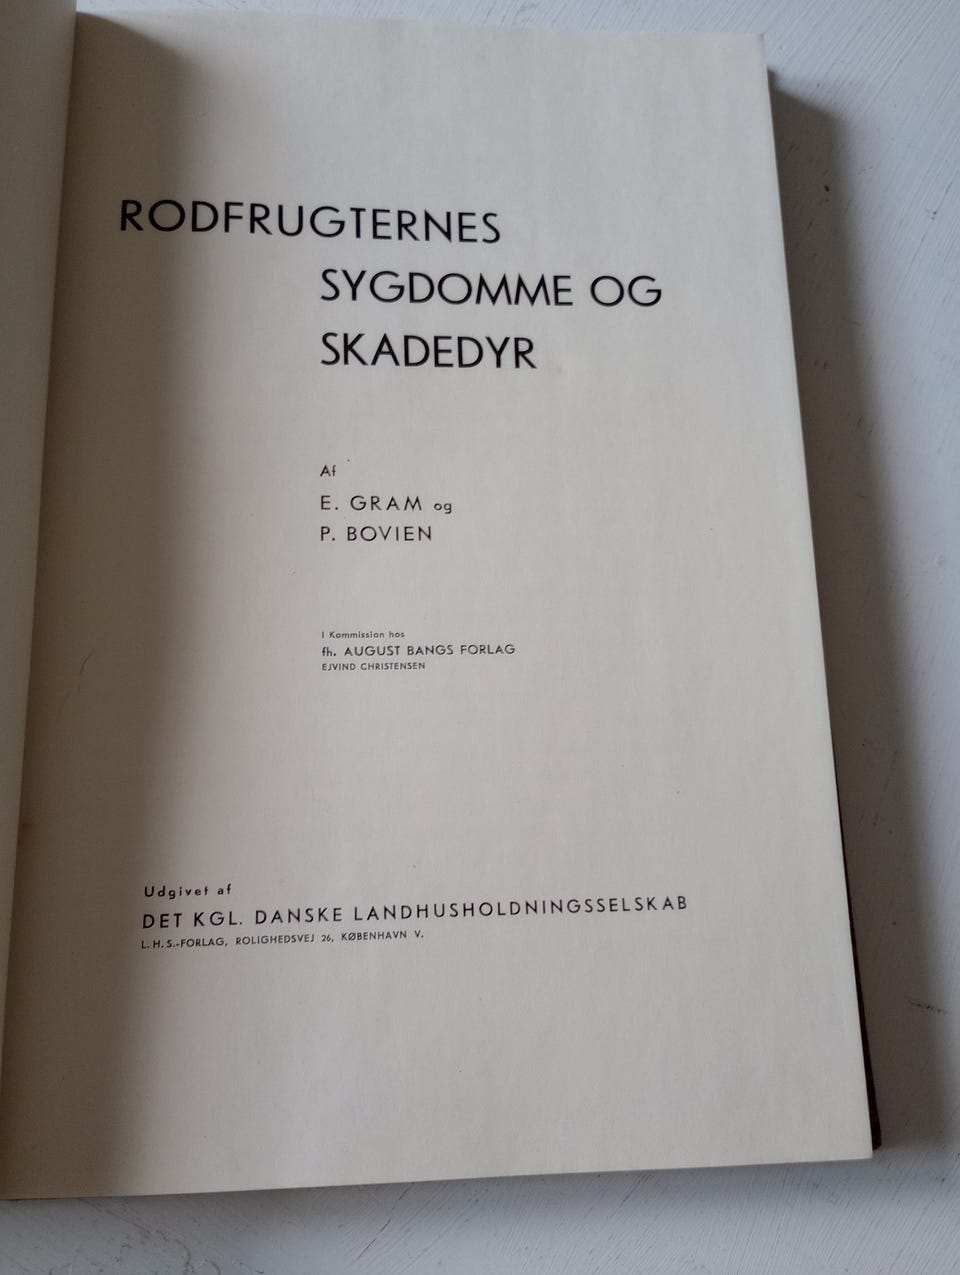 RODFRUGTERNES
SYGDOMME OG
SKADEDYR
Af
E. GRAM og
P. BOVIEN
I Kommission hos
fh. AUGUST BANGS FORLAG
EJVIND CHRISTENSEN
Udgivet af
DET KGL. DANSKE LANDHUSHOLDNINGSSELSKAB
L.H.S.-FORLAG, ROLIGHEDSVEJ 26, KØBENHAVN V.